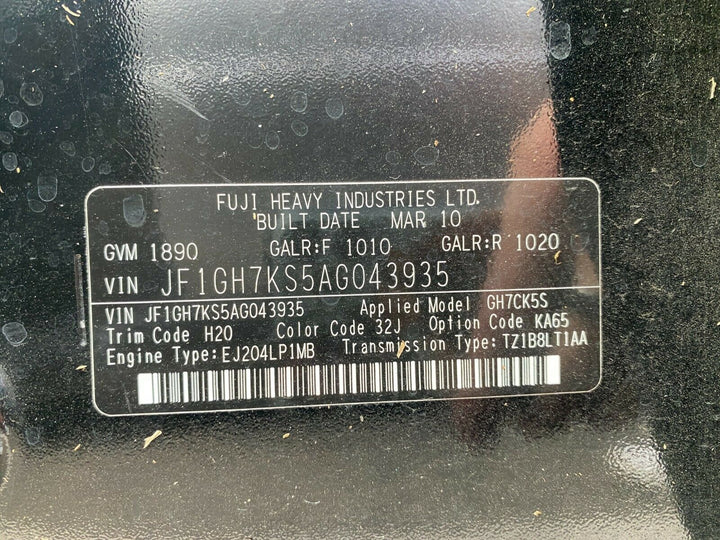 FUJI HEAVY INDUSTRIES LTD.
BUILT DATE MAR 10
GVM 1890 GALR:F 1010 GALR:R 1020
VIN JF1GH7KS5AG043935
VIN JF1GH7KS5AG043935 Applied Model GH7CK5S
Trim Code H20 Color Code 32J Option Code KA65
Engine Type: EJ204LP1MB Transmission Type: TZ1B8LT1AA